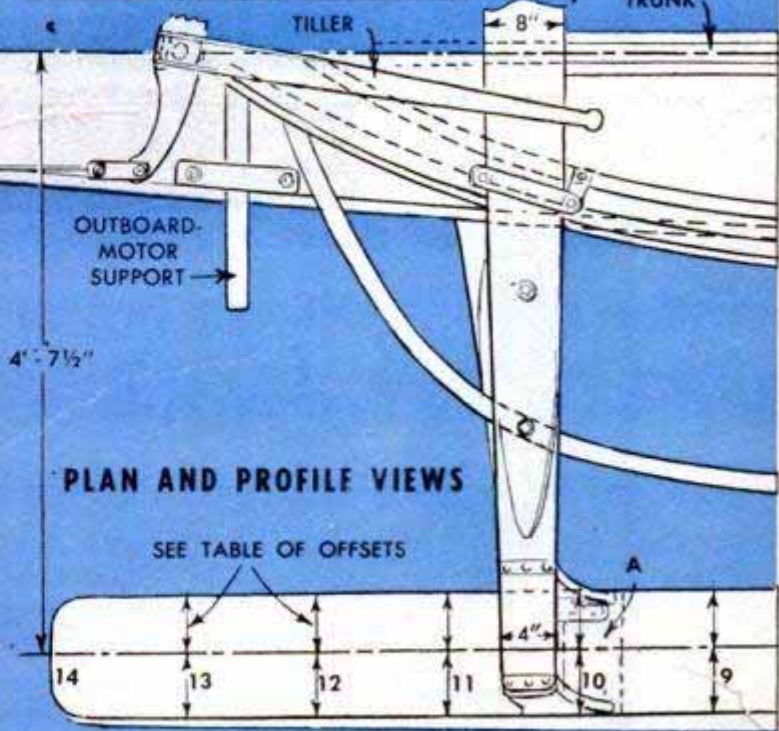 TILLER
8"
TRUNK
OUTBOARD-
MOTOR
SUPPORT
4'-7½"
PLAN AND PROFILE VIEWS
SEE TABLE OF OFFSETS
A
4"
14
13
12
11
10
9